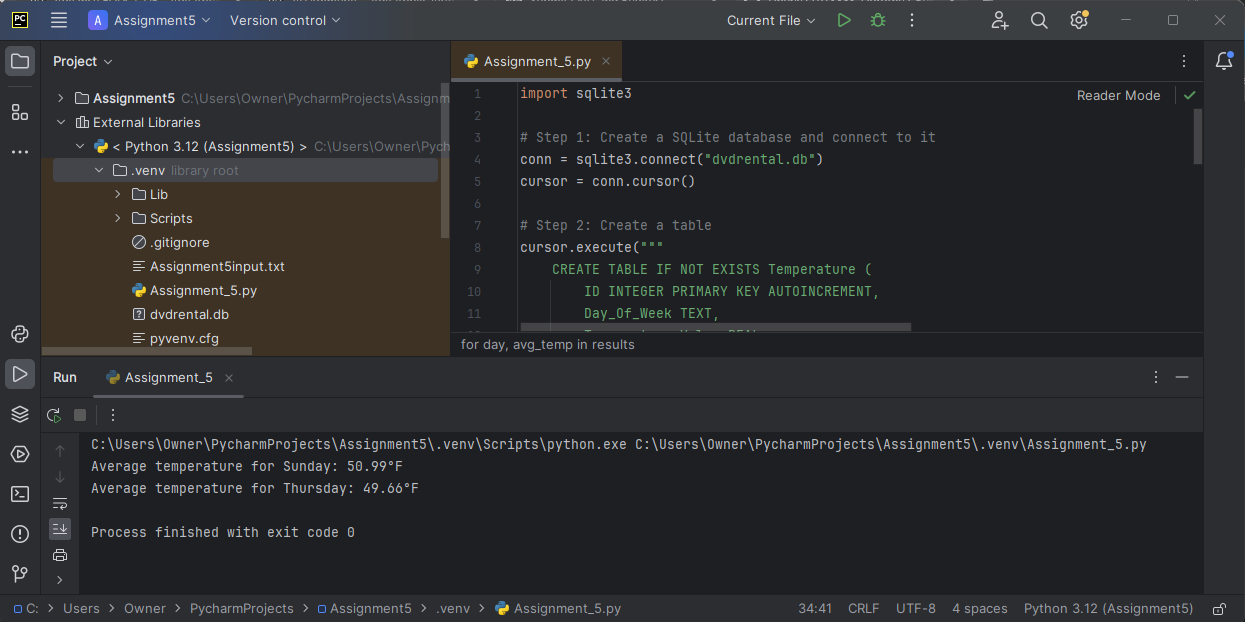 PC A Assignment5 Version control Current File
Project
Assignment5 C:\Users\Owner\PycharmProjects\Assignm
External Libraries
< Python 3.12 (Assignment5) > C:\Users\Owner\Pych
.venv library root
Lib
Scripts
.gitignore
Assignment5input.txt
Assignment_5.py
dvdrental.db
pyvenv.cfg
Assignment_5.py
Reader Mode
1 import sqlite3
2
3 # Step 1: Create a SQLite database and connect to it
4 conn = sqlite3.connect("dvdrental.db")
5 cursor = conn.cursor()
6
7 # Step 2: Create a table
8 cursor.execute("""
9 CREATE TABLE IF NOT EXISTS Temperature (
10 ID INTEGER PRIMARY KEY AUTOINCREMENT,
11 Day_Of_Week TEXT,
for day, avg_temp in results
Run Assignment_5
C:\Users\Owner\PycharmProjects\Assignment5\.venv\Scripts\python.exe C:\Users\Owner\PycharmProjects\Assignment5\.venv\Assignment_5.py
Average temperature for Sunday: 50.99°F
Average temperature for Thursday: 49.66°F
Process finished with exit code 0
C: > Users > Owner > PycharmProjects > Assignment5 > .venv > Assignment_5.py 34:41 CRLF UTF-8 4 spaces Python 3.12 (Assignment5)